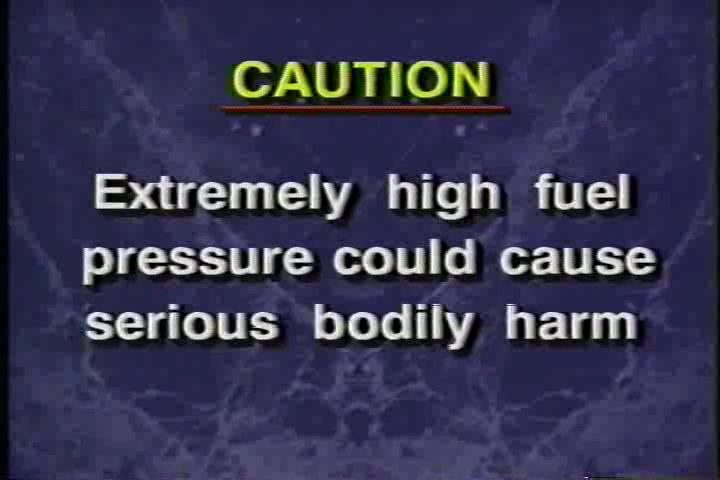 CAUTION
Extremely high fuel
pressure could cause
serious bodily harm